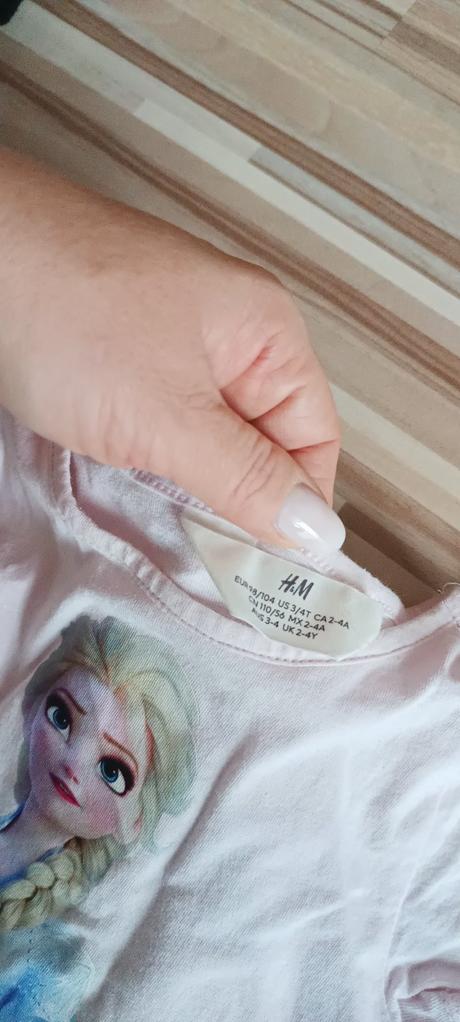 H&M
EUR 98/104 US 3/4T CA 2-4A
CN 110/56 MX 2-4A
AUS 3-4 UK 2-4Y